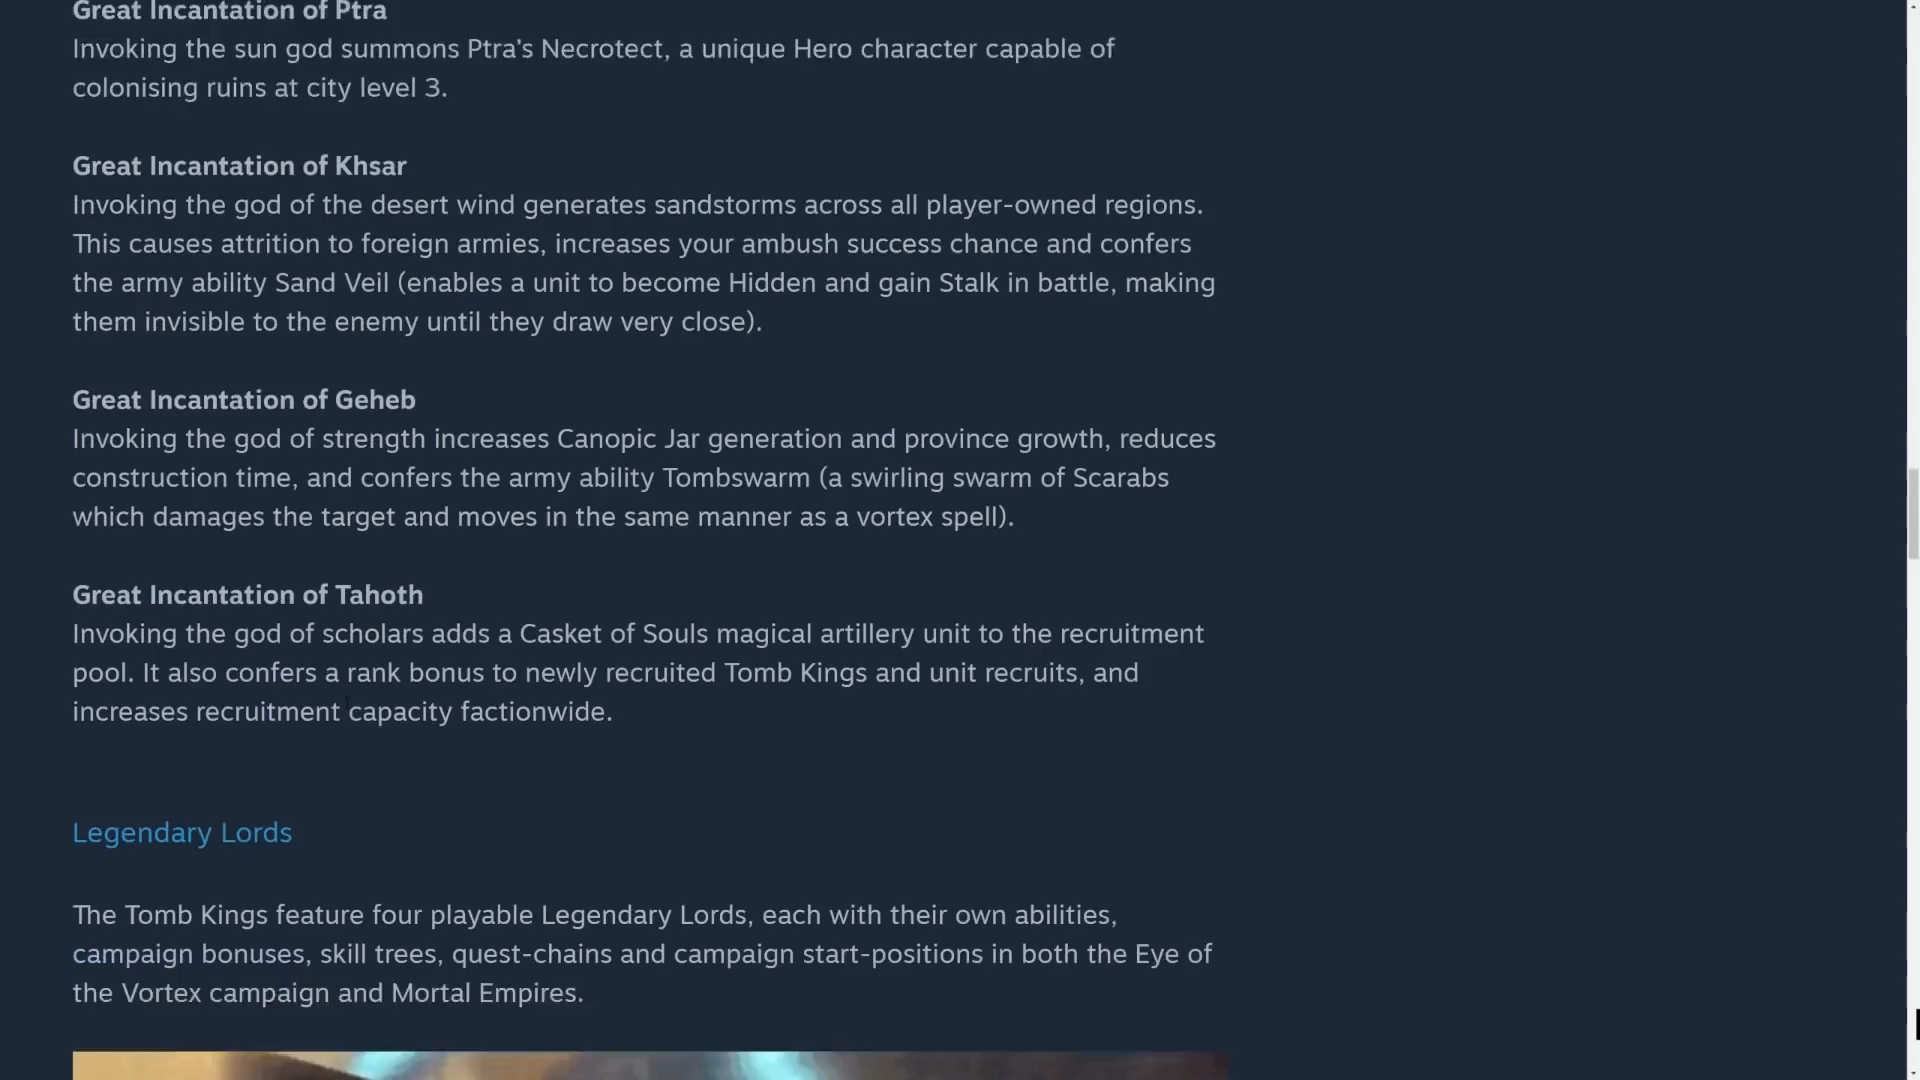 Great Incantation of Ptra
Invoking the sun god summons Ptra’s Necrotect, a unique Hero character capable of
colonising ruins at city level 3.
Great Incantation of Khsar
Invoking the god of the desert wind generates sandstorms across all player-owned regions.
This causes attrition to foreign armies, increases your ambush success chance and confers
the army ability Sand Veil (enables a unit to become Hidden and gain Stalk in battle, making
them invisible to the enemy until they draw very close).
Great Incantation of Geheb
Invoking the god of strength increases Canopic Jar generation and province growth, reduces
construction time, and confers the army ability Tombswarm (a swirling swarm of Scarabs
which damages the target and moves in the same manner as a vortex spell).
Great Incantation of Tahoth
Invoking the god of scholars adds a Casket of Souls magical artillery unit to the recruitment
pool. It also confers a rank bonus to newly recruited Tomb Kings and unit recruits, and
increases recruitment capacity factionwide.
Legendary Lords
The Tomb Kings feature four playable Legendary Lords, each with their own abilities,
campaign bonuses, skill trees, quest-chains and campaign start-positions in both the Eye of
the Vortex campaign and Mortal Empires.